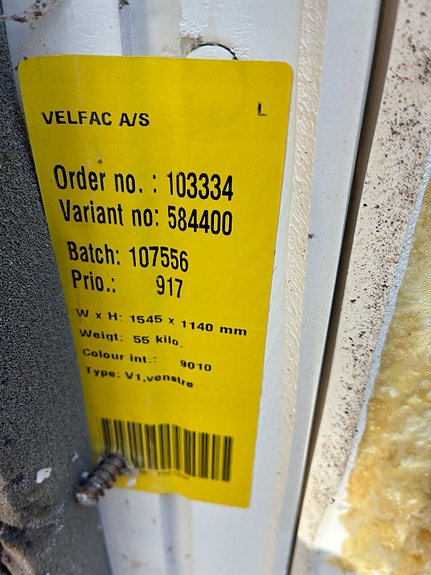 L
VELFAC A/S
Order no. : 103334
Variant no: 584400
Batch: 107556
Prio.: 917
W x H: 1545 x 1140 mm
Weigt: 55 kilo.
Colour int.: 9010
Type: V1,venstre